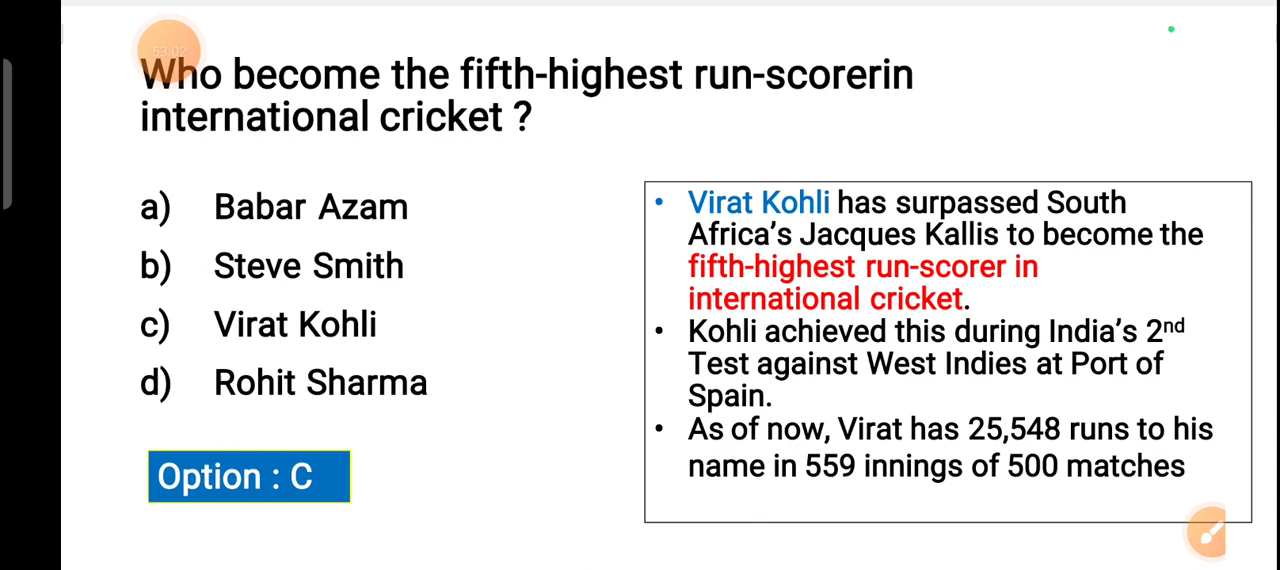 53:02
Who become the fifth-highest run-scorerin
international cricket ?
a) Babar Azam
b) Steve Smith
c) Virat Kohli
d) Rohit Sharma
Option : C
• Virat Kohli has surpassed South
Africa's Jacques Kallis to become the
fifth-highest run-scorer in
international cricket.
• Kohli achieved this during India's 2nd
Test against West Indies at Port of
Spain.
• As of now, Virat has 25,548 runs to his
name in 559 innings of 500 matches